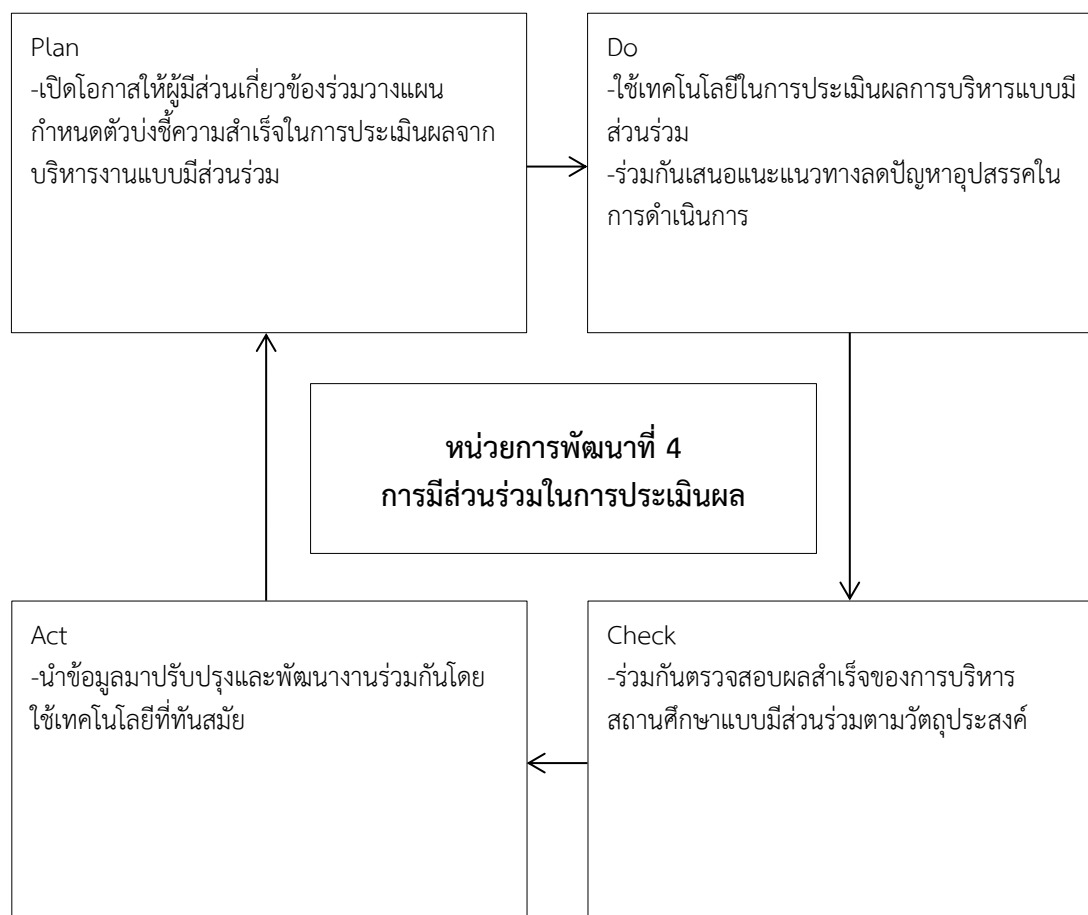 Plan
-เปิดโอกาสให้ผู้มีส่วนเกี่ยวข้องร่วมวางแผน
กำหนดตัวบ่งชี้ความสำเร็จในการประเมินผลจาก
บริหารงานแบบมีส่วนร่วม
Do
-ใช้เทคโนโลยีในการประเมินผลการบริหารแบบมี
ส่วนร่วม
-ร่วมกันเสนอแนะแนวทางลดปัญหาอุปสรรคใน
การดำเนินการ
หน่วยการพัฒนาที่ 4
การมีส่วนร่วมในการประเมินผล
Act
-นำข้อมูลมาปรับปรุงและพัฒนางานร่วมกันโดย
ใช้เทคโนโลยีที่ทันสมัย
Check
-ร่วมกันตรวจสอบผลสำเร็จของการบริหาร
สถานศึกษาแบบมีส่วนร่วมตามวัตถุประสงค์